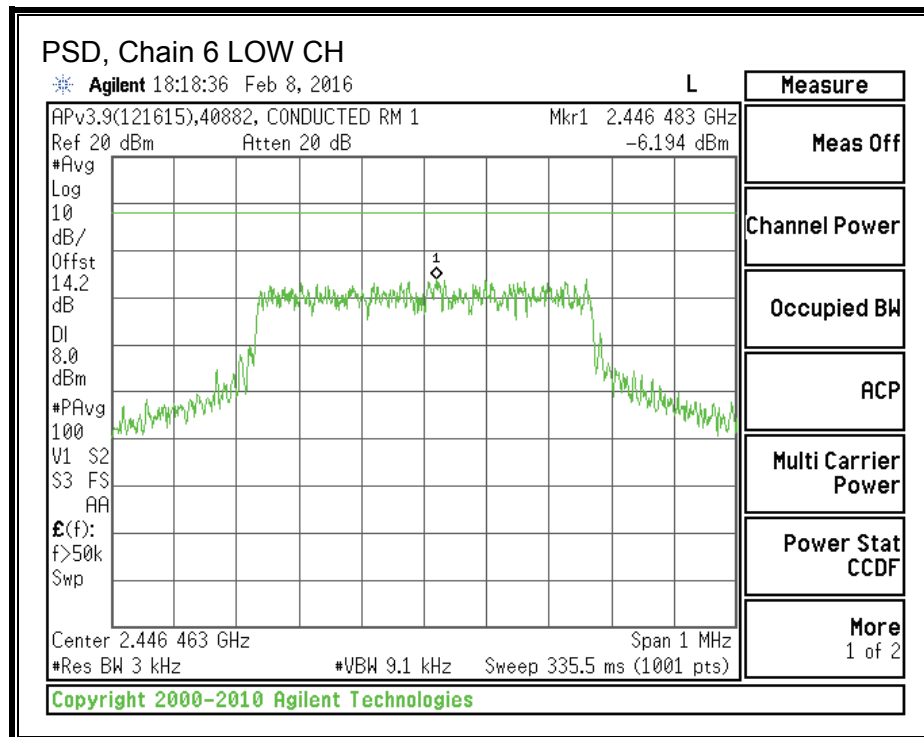 PSD, Chain 6 LOW CH
Agilent 18:18:36 Feb 8, 2016 L
APv3.9(121615),40882, CONDUCTED RM 1 Mkr1 2.446 483 GHz
Ref 20 dBm Atten 20 dB -6.194 dBm
#Avg
Log
10
dB/
Offst
14.2
dB
DI
8.0
dBm
#PAvg
100
V1 S2
S3 FS
AA
£(f):
f>50k
Swp
1
Center 2.446 463 GHz Span 1 MHz
#Res BW 3 kHz #VBW 9.1 kHz Sweep 335.5 ms (1001 pts)
Copyright 2000-2010 Agilent Technologies
Measure
Meas Off
Channel Power
Occupied BW
ACP
Multi Carrier
Power
Power Stat
CCDF
More
1 of 2